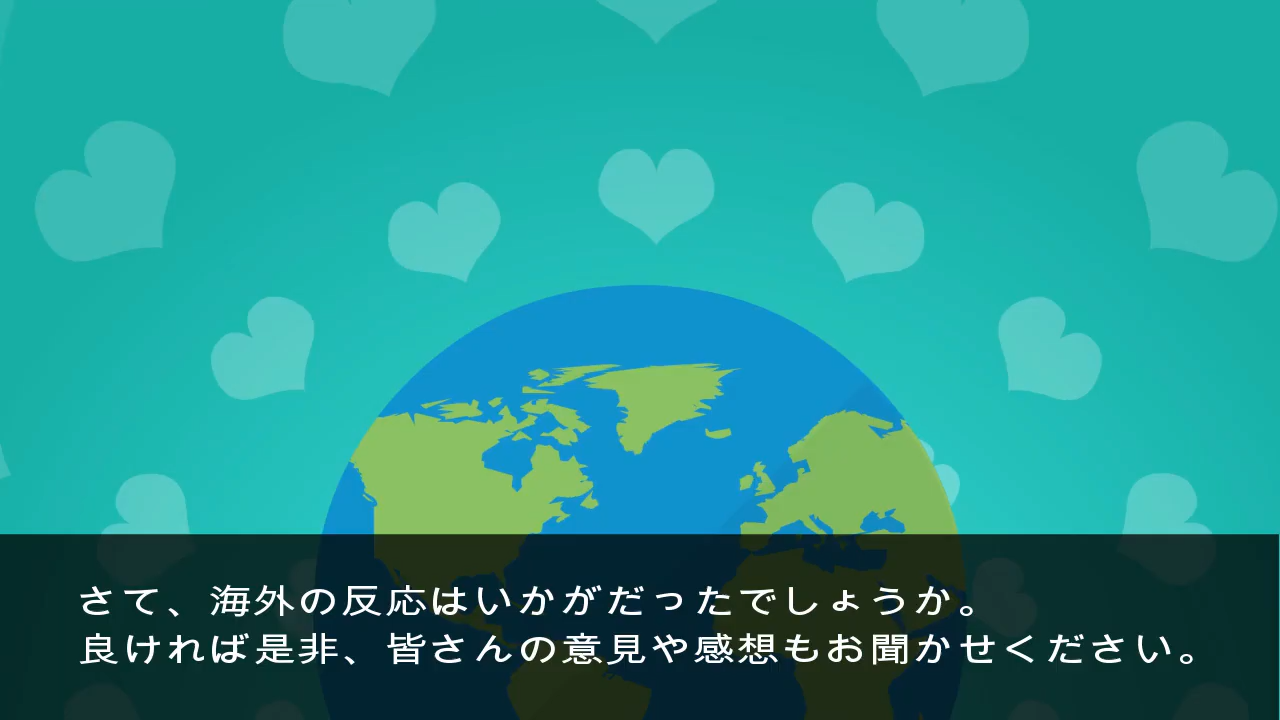 さて、海外の反応はいかがだったでしょうか。
良ければ是非、皆さんの意見や感想もお聞かせください。